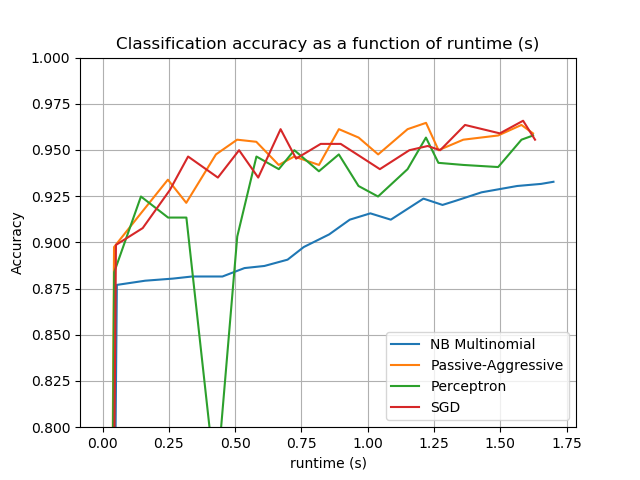 Classification accuracy as a function of runtime (s)
1.000
0.975
0.950
0.925
0.900
0.875
0.850
0.825
0.800
Accuracy
NB Multinomial
Passive-Aggressive
Perceptron
SGD
0.00 0.25 0.50 0.75 1.00 1.25 1.50 1.75
runtime (s)